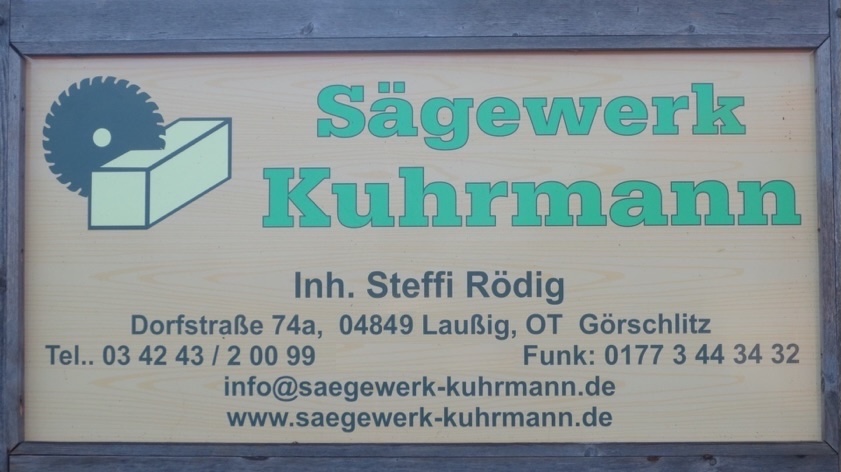 Sägewerk
Kuhrmann
Inh. Steffi Rödig
Dorfstraße 74a, 04849 Laußig, OT Görschlitz
Tel.. 03 42 43 / 2 00 99 Funk: 0177 3 44 34 32
info@saegewerk-kuhrmann.de
www.saegewerk-kuhrmann.de